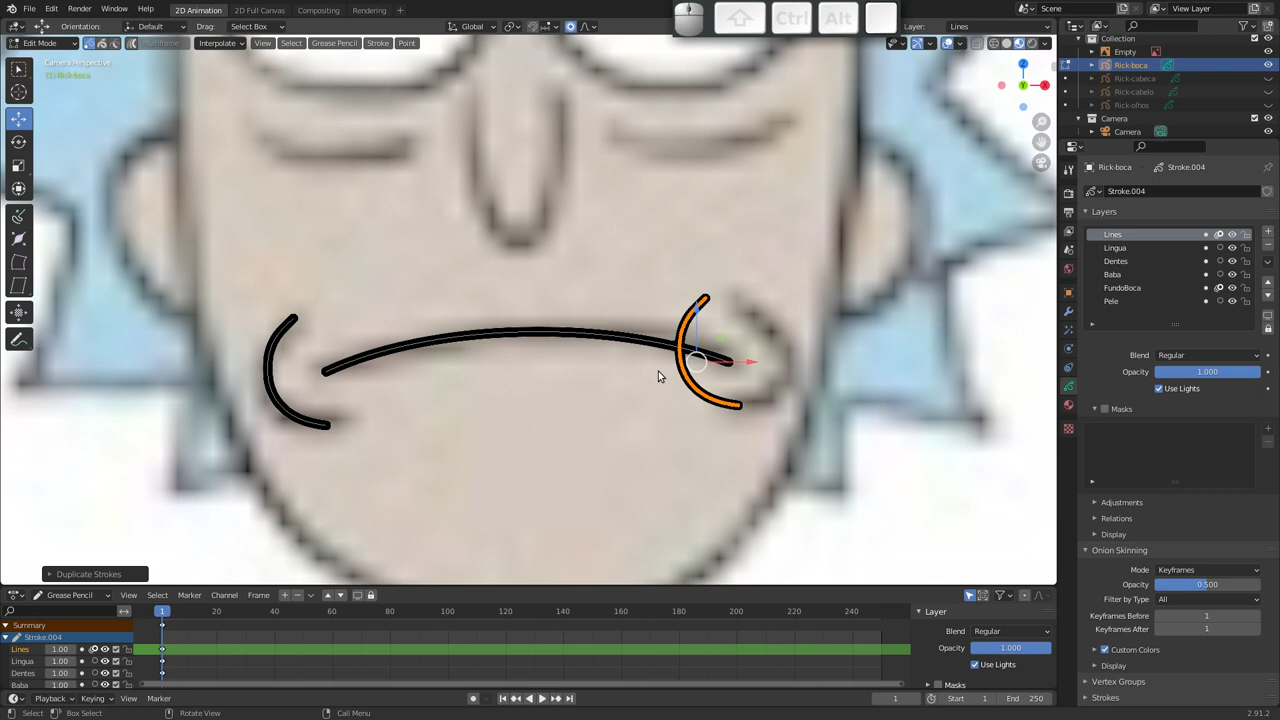 File Edit Render Window Help 2D Animation 2D Full Canvas Compositing Rendering + Scene View Layer
Orientation: Default Drag: Select Box Global Layer: Lines
Ctrl Alt
Edit Mode Multiframe Interpolate View Select Grease Pencil Stroke Point
Camera Perspective
(1) Rick-boca
Collection
Empty
Rick-boca
Rick-cabeca
Rick-cabelo
Rick-olhos
Camera
Camera
Z
Y
X
Rick-boca Stroke.004
Stroke.004
Layers
Lines
Lingua
Dentes
Baba
FundoBoca
Pele
Blend Regular
Opacity 1.000
Use Lights
Masks
Adjustments
Relations
Display
Onion Skinning
Mode Keyframes
Opacity 0.500
Filter by Type All
Keyframes Before 1
Keyframes After 1
Custom Colors
Display
Vertex Groups
Strokes
Duplicate Strokes
Grease Pencil View Select Marker Channel Frame
1 20 40 60 80 100 120 140 160 180 200 220 240
Summary
Stroke.004
Lines 1.00
Lingua 1.00
Dentes 1.00
Baba 1.00
Layer
Blend Regular
Opacity 1.000
Use Lights
Masks
Playback Keying View Marker 1 Start 1 End 250
Select Box Select Rotate View Call Menu 2.91.2